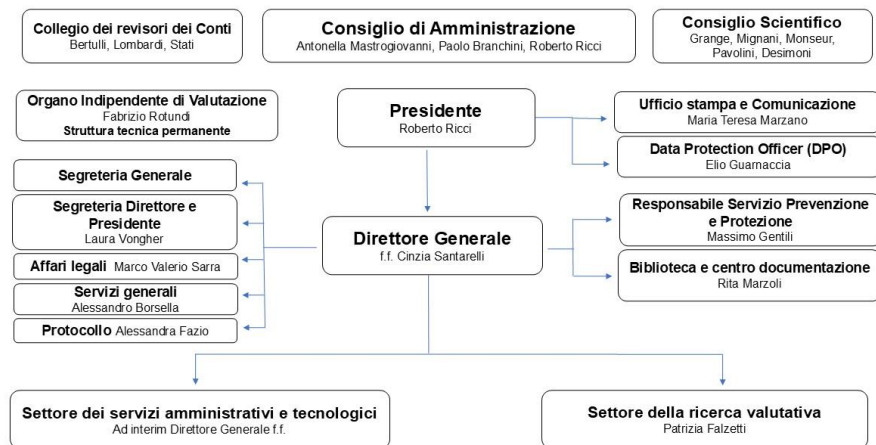 Collegio dei revisori dei Conti
Bertulli, Lombardi, Stati
Consiglio di Amministrazione
Antonella Mastrogiovanni, Paolo Branchini, Roberto Ricci
Consiglio Scientifico
Grange, Mignani, Monseur,
Pavolini, Desimoni
Organo Indipendente di Valutazione
Fabrizio Rotundi
Struttura tecnica permanente
Presidente
Roberto Ricci
Ufficio stampa e Comunicazione
Maria Teresa Marzano
Data Protection Officer (DPO)
Elio Guarnaccia
Segreteria Generale
Segreteria Direttore e
Presidente
Laura Vongher
Affari legali Marco Valerio Sarra
Servizi generali
Alessandro Borsella
Protocollo Alessandra Fazio
Direttore Generale
f.f. Cinzia Santarelli
Responsabile Servizio Prevenzione
e Protezione
Massimo Gentili
Biblioteca e centro documentazione
Rita Marzoli
Settore dei servizi amministrativi e tecnologici
Ad interim Direttore Generale f.f.
Settore della ricerca valutativa
Patrizia Falzetti